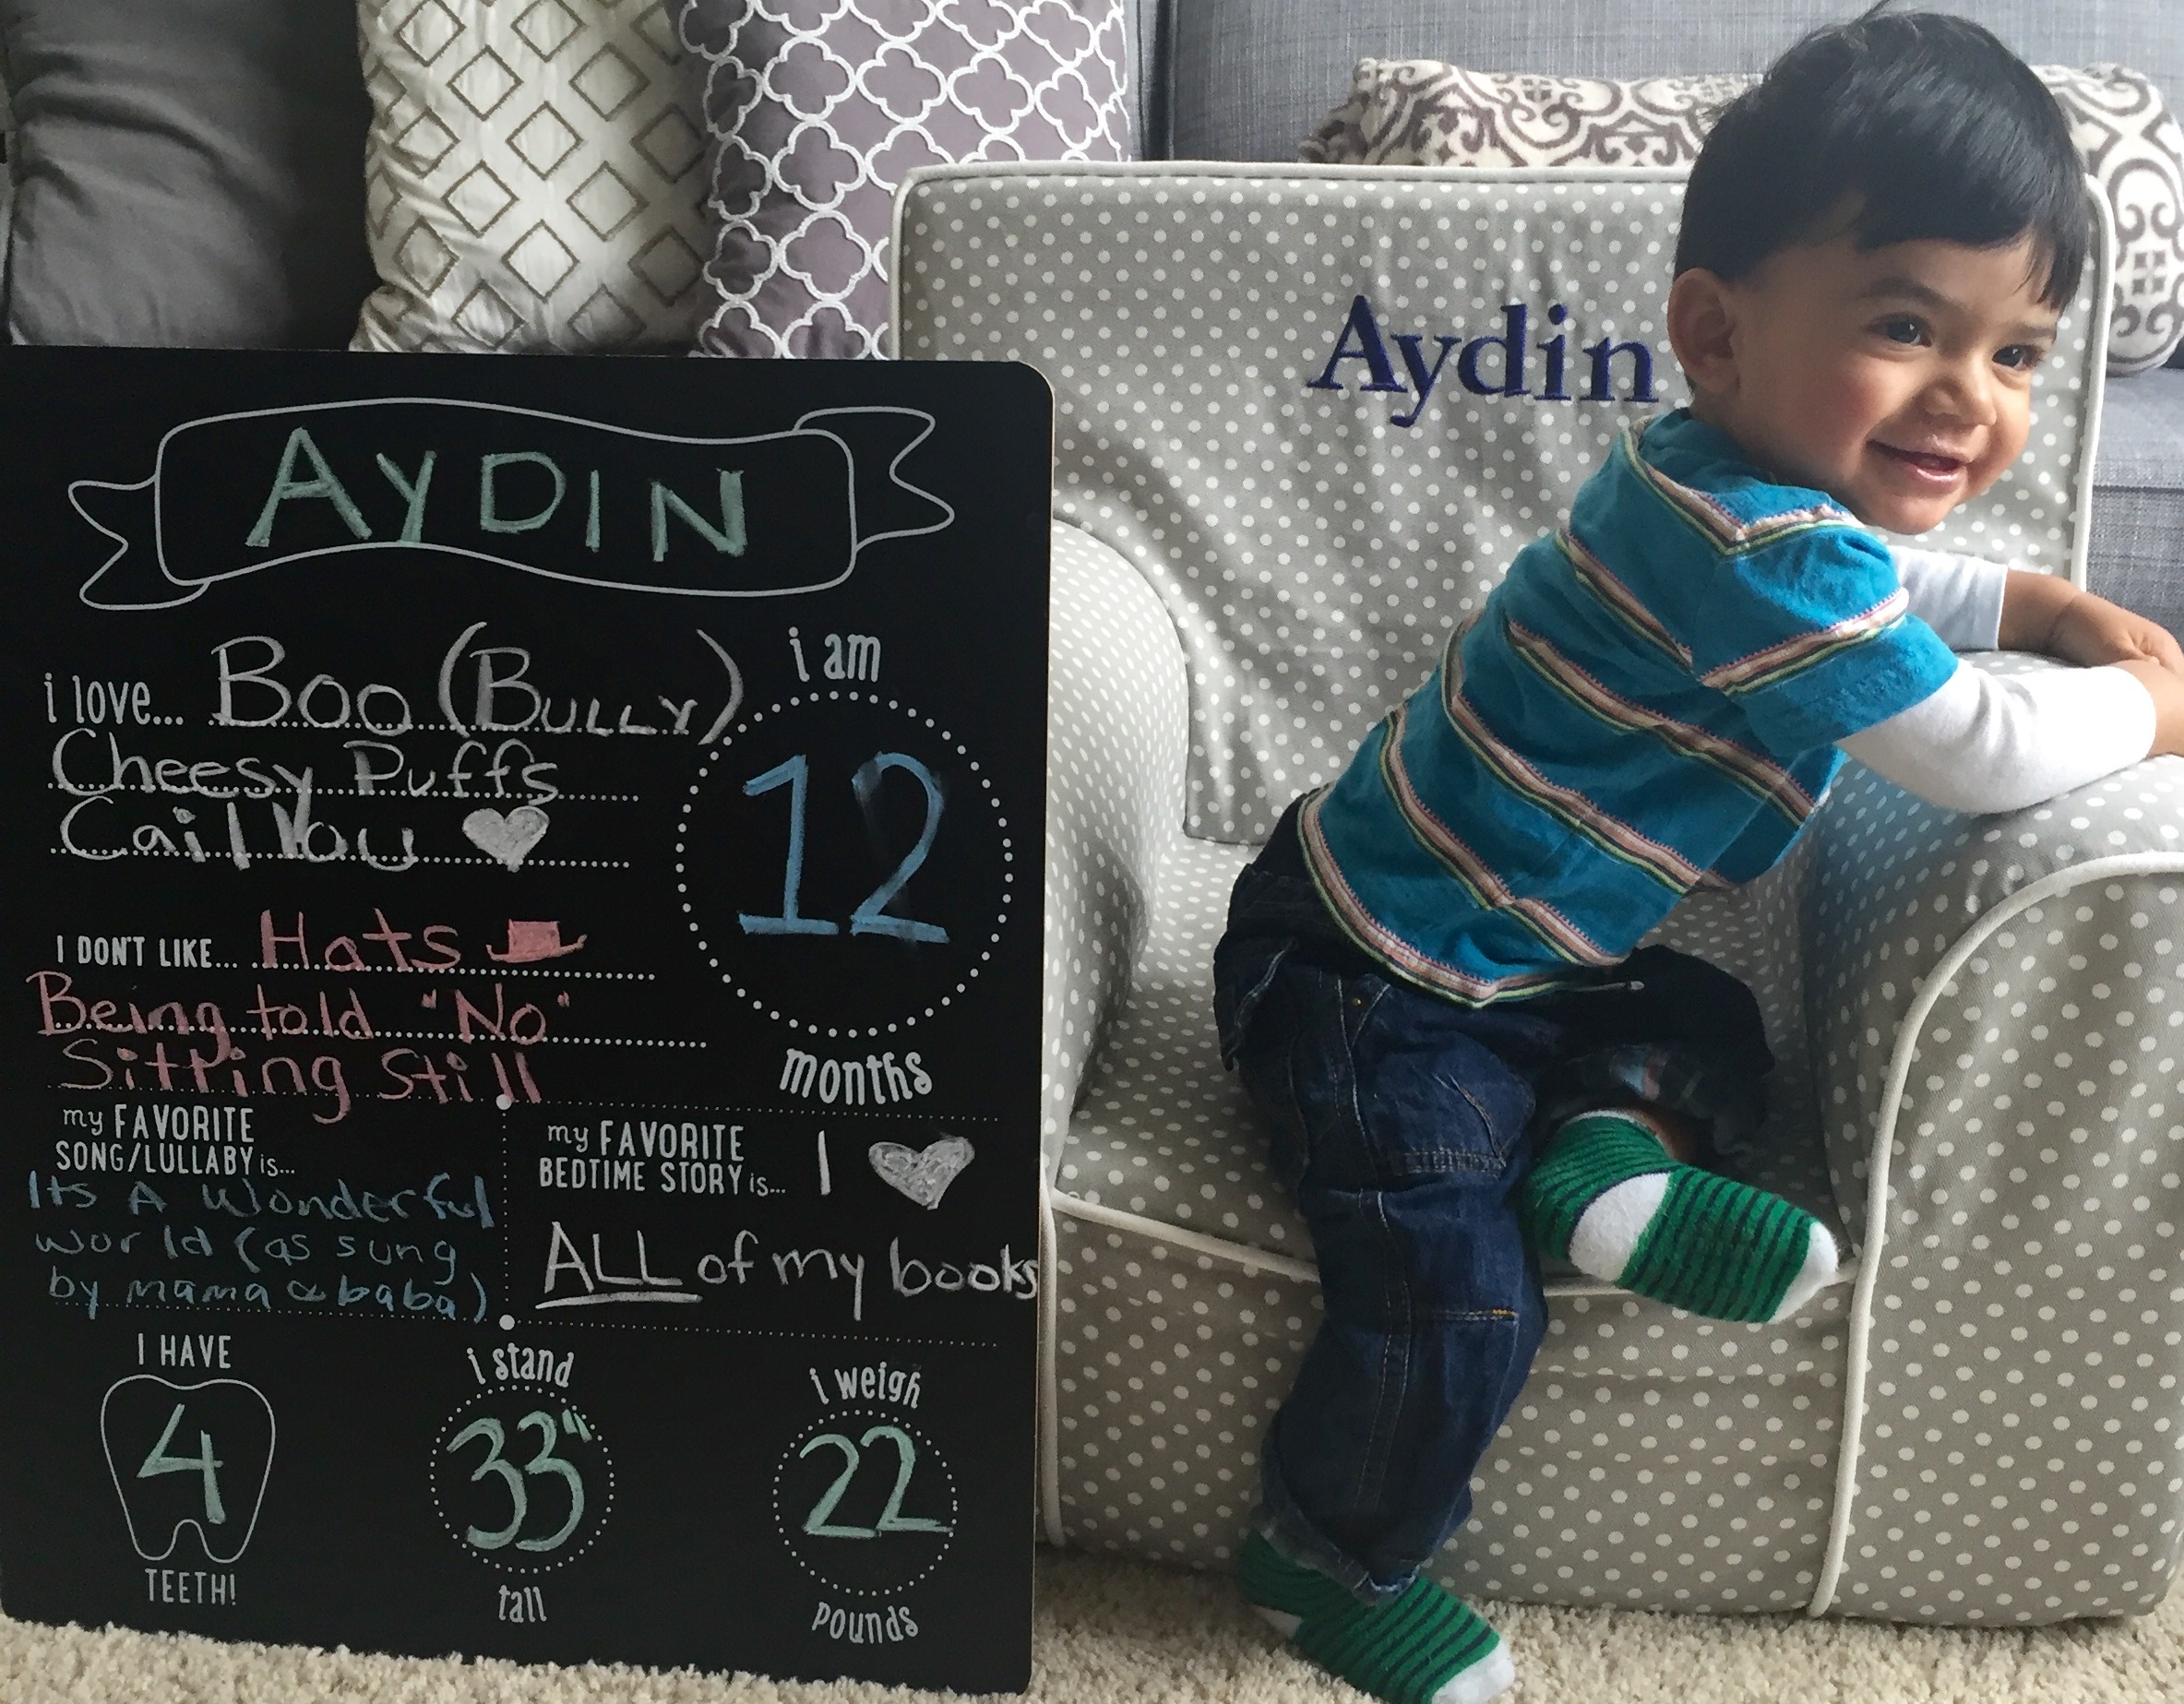 Aydin
AYDIN
i love... Boo (Bully)
Cheesy Puffs
Caillou
i am
12
months
I DON'T LIKE... Hats
Being told "No"
Sitting Still
my FAVORITE
SONG/LULLABY is...
Its A Wonderful
World (as sung
by mama & baba)
my FAVORITE
BEDTIME STORY is... I
ALL of my books
I HAVE
4
TEETH!
i stand
33"
tall
i weigh
22
pounds